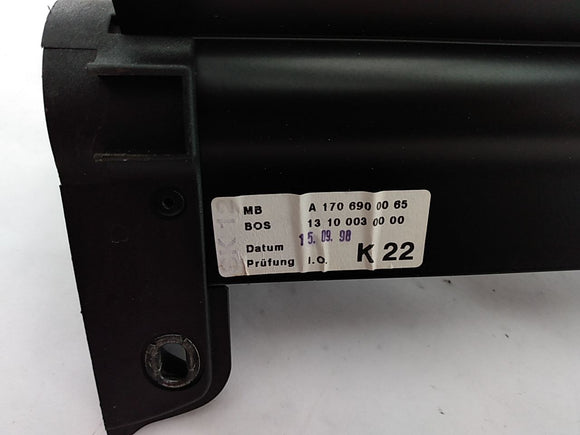 MB A 170 690 00 65
BOS 13 10 003 00 00
Datum 15. 09. 98
Prüfung I.O. K 22